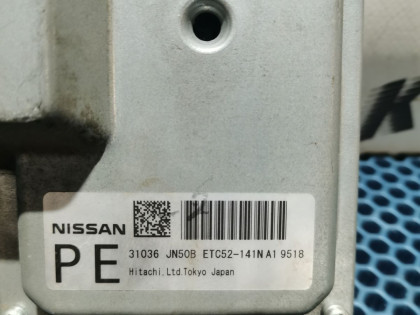 NISSAN
PE
31036 JN50B ETC52-141N A1 9518
Hitachi,Ltd.Tokyo Japan